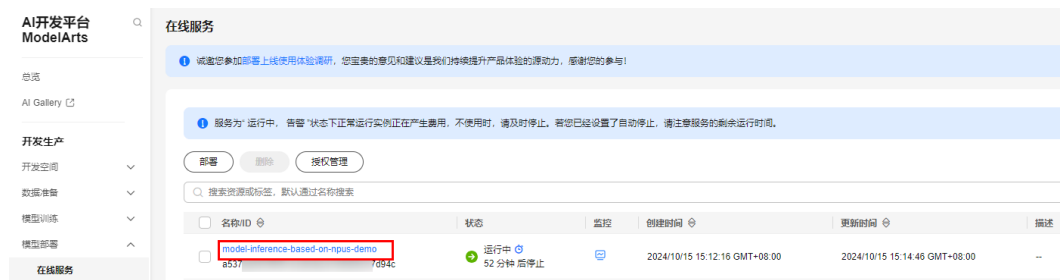 AI开发平台
ModelArts
总览
AI Gallery
开发生产
开发空间
数据准备
模型训练
模型部署
在线服务
在线服务
诚邀您参加部署上线使用体验调研，您宝贵的意见和建议是我们持续提升产品体验的源动力，感谢您的参与！
服务为“ 运行中， 告警 ”状态下正常运行实例正在产生费用，不使用时，请及时停止。若您已经设置了自动停止，请注意服务的剩余运行时间。
部署 删除 授权管理
搜索资源或标签，默认通过名称搜索
名称/ID 状态 监控 创建时间 更新时间 描述
model-inference-based-on-npus-demo
a537 7d94c
运行中
52 分钟 后停止
2024/10/15 15:12:16 GMT+08:00 2024/10/15 15:14:46 GMT+08:00 --